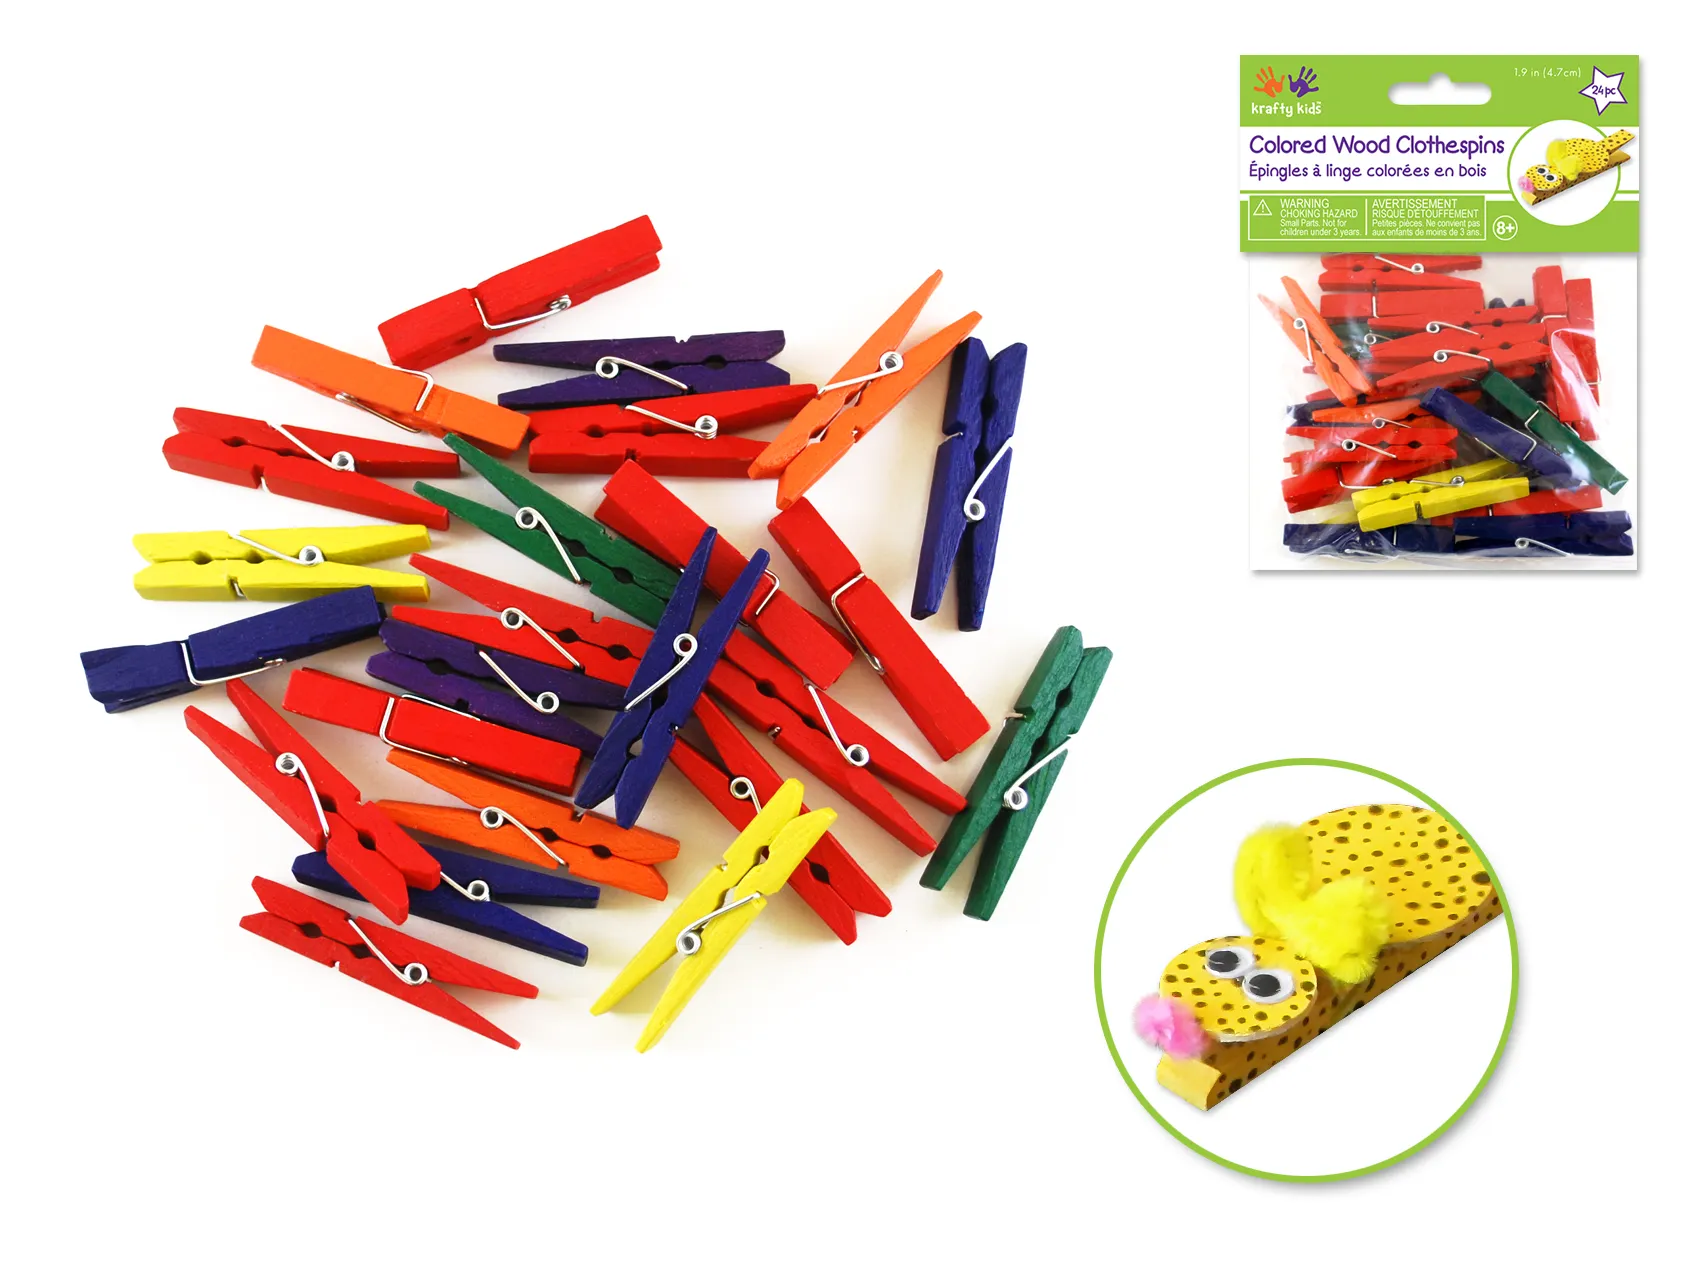 krafty kids™
1.9 in (4.7cm)
24pc
Colored Wood Clothespins
Épingles à linge colorées en bois
WARNING
CHOKING HAZARD
Small Parts. Not for
children under 3 years.
AVERTISSEMENT
RISQUE D'ÉTOUFFEMENT
Petites pièces. Ne convient pas
aux enfants de moins de 3 ans.
8+